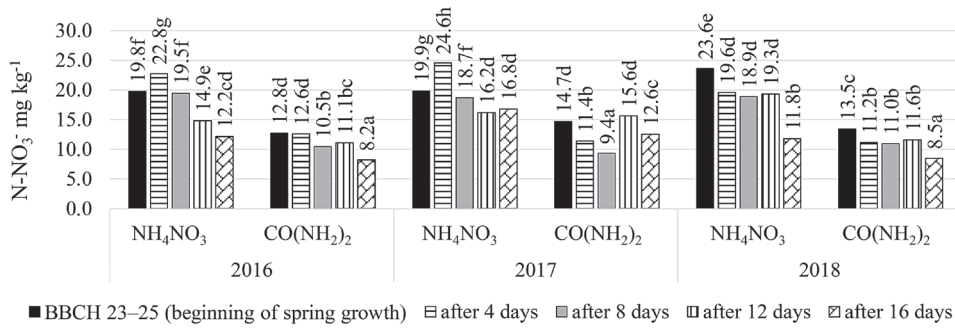 N-NO₃⁻ mg kg⁻¹
30.0
25.0
20.0
15.0
10.0
5.0
0.0
19.8f 22.8g 19.5f 14.9e 12.2cd 12.8d 12.6d 10.5b 11.1bc 8.2a 19.9g 24.6h 18.7f 16.2d 16.8d 14.7d 11.4b 9.4a 15.6d 12.6c 23.6e 19.6d 18.9d 19.3d 11.8b 13.5c 11.2b 11.0b 11.6b 8.5a
NH₄NO₃ CO(NH₂)₂ NH₄NO₃ CO(NH₂)₂ NH₄NO₃ CO(NH₂)₂
2016 2017 2018
BBCH 23–25 (beginning of spring growth) after 4 days after 8 days after 12 days after 16 days